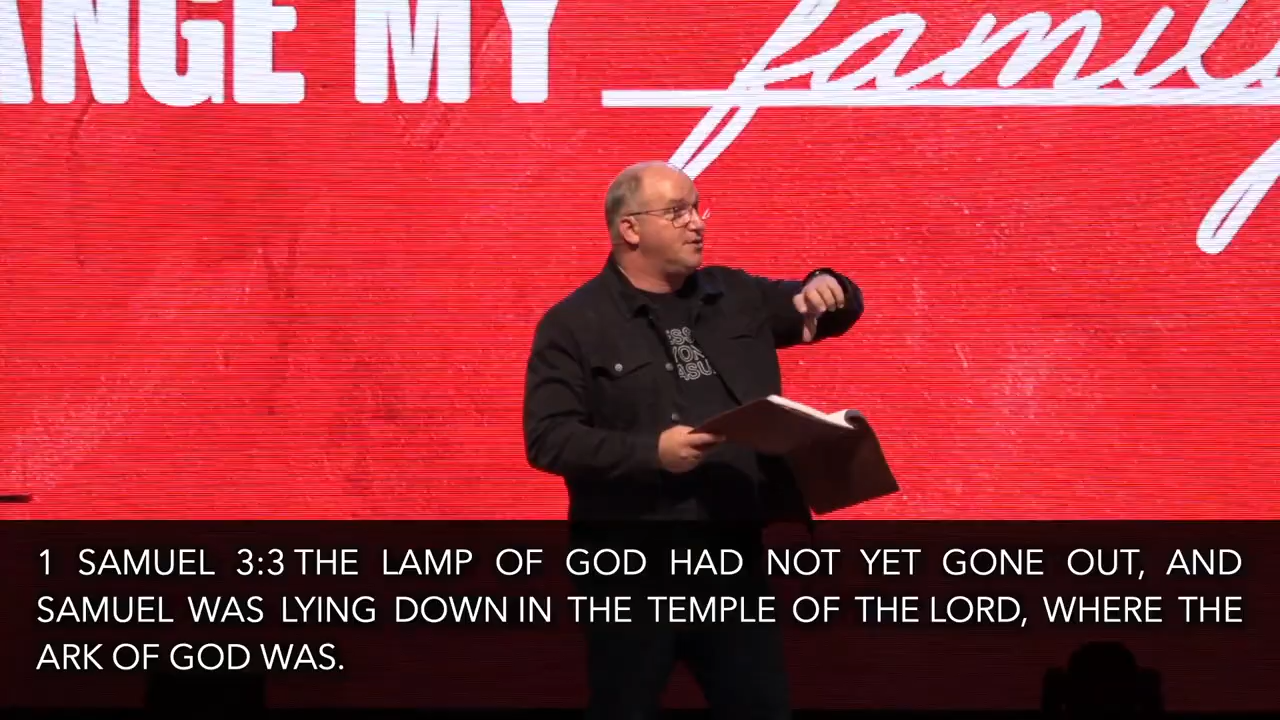 ANGE MY family
1 SAMUEL 3:3 THE LAMP OF GOD HAD NOT YET GONE OUT, AND
SAMUEL WAS LYING DOWN IN THE TEMPLE OF THE LORD, WHERE THE
ARK OF GOD WAS.